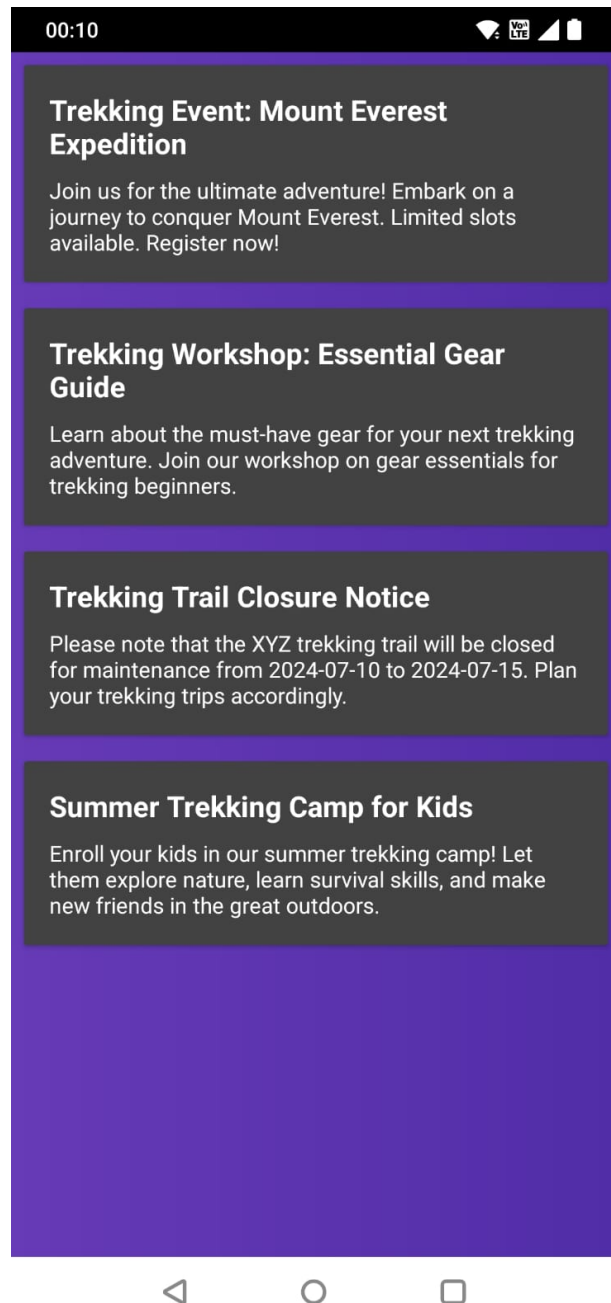 00:10
Vo) LTE
Trekking Event: Mount Everest
Expedition
Join us for the ultimate adventure! Embark on a
journey to conquer Mount Everest. Limited slots
available. Register now!
Trekking Workshop: Essential Gear
Guide
Learn about the must-have gear for your next trekking
adventure. Join our workshop on gear essentials for
trekking beginners.
Trekking Trail Closure Notice
Please note that the XYZ trekking trail will be closed
for maintenance from 2024-07-10 to 2024-07-15. Plan
your trekking trips accordingly.
Summer Trekking Camp for Kids
Enroll your kids in our summer trekking camp! Let
them explore nature, learn survival skills, and make
new friends in the great outdoors.